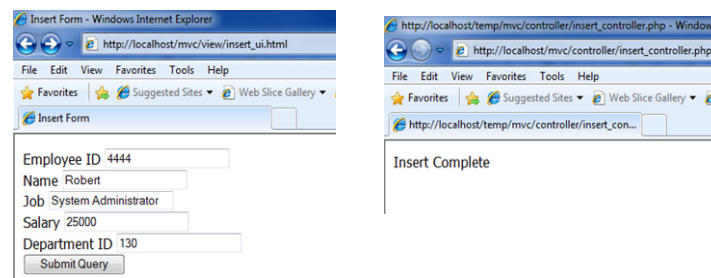 Insert Form - Windows Internet Explorer
http://localhost/mvc/view/insert_ui.html
File Edit View Favorites Tools Help
Favorites Suggested Sites Web Slice Gallery
Insert Form
Employee ID 4444
Name Robert
Job System Administrator
Salary 25000
Department ID 130
Submit Query
http://localhost/temp/mvc/controller/insert_controller.php - Window
http://localhost/mvc/controller/insert_controller.php
File Edit View Favorites Tools Help
Favorites Suggested Sites Web Slice Gallery
http://localhost/temp/mvc/controller/insert_con...
Insert Complete